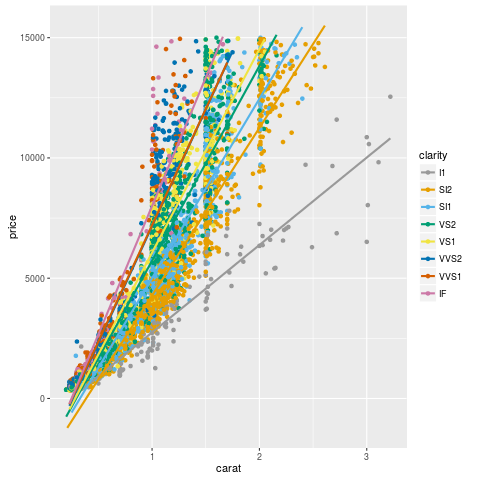 15000
10000
5000
0
price
1
2
3
carat
clarity
I1
SI2
SI1
VS2
VS1
VVS2
VVS1
IF